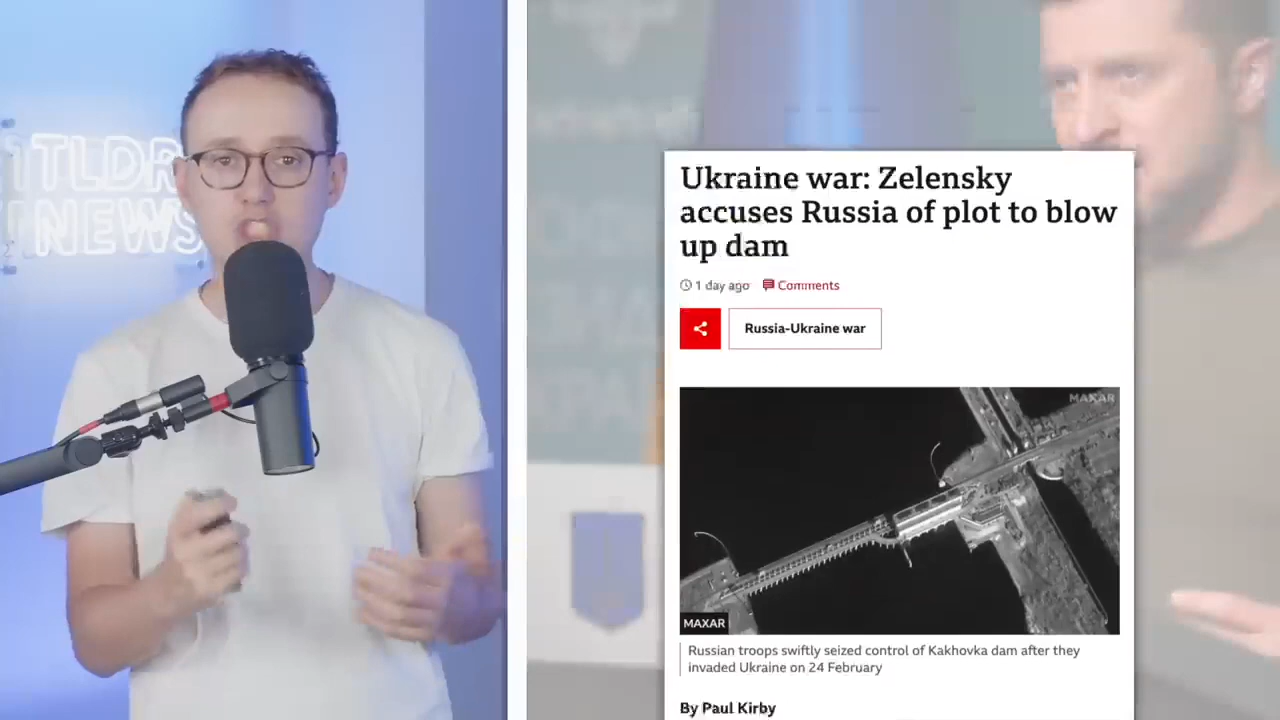 TLDR
NEWS
Ukraine war: Zelensky
accuses Russia of plot to blow
up dam
1 day ago
Comments
Russia-Ukraine war
MAXAR
MAXAR
Russian troops swiftly seized control of Kakhovka dam after they
invaded Ukraine on 24 February
By Paul Kirby